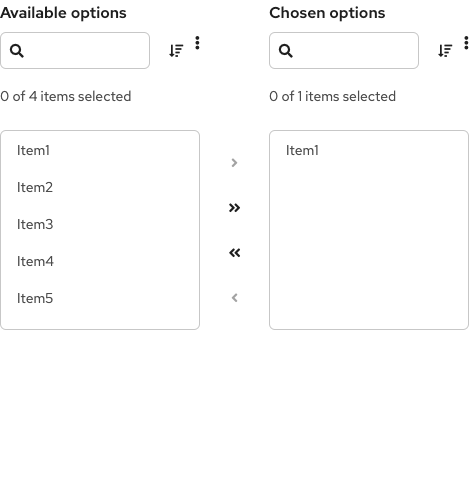 Available options
0 of 4 items selected
Item1
Item2
Item3
Item4
Item5
Chosen options
0 of 1 items selected
Item1